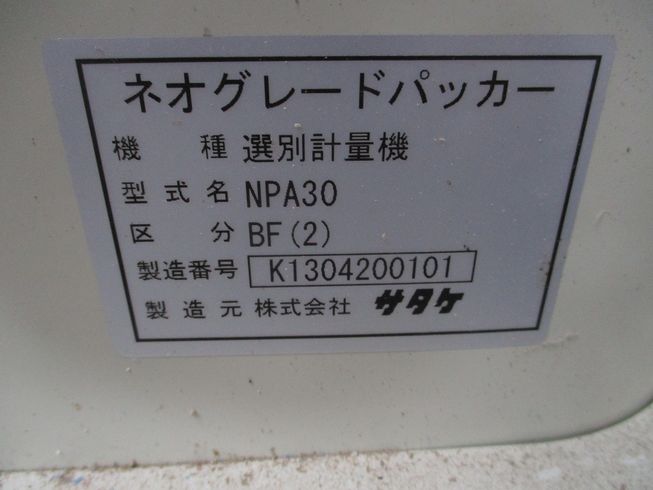 ネオグレードパッカー
機種 選別計量機
型式名 NPA30
区分 BF(2)
製造番号 K1304200101
製造元 株式会社 サタケ